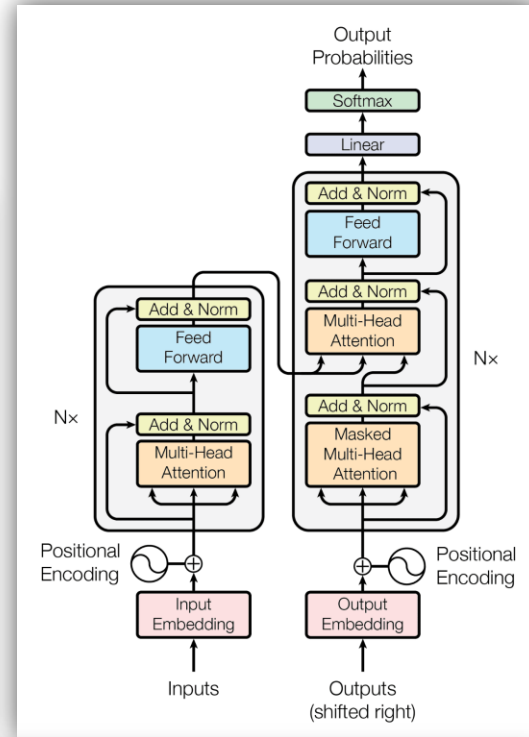 Output
Probabilities
Softmax
Linear
Add & Norm
Feed
Forward
Add & Norm
Multi-Head
Attention
Add & Norm
Masked
Multi-Head
Attention
N×
Positional
Encoding
Output
Embedding
Outputs
(shifted right)
Add & Norm
Feed
Forward
Add & Norm
Multi-Head
Attention
N×
Positional
Encoding
Input
Embedding
Inputs